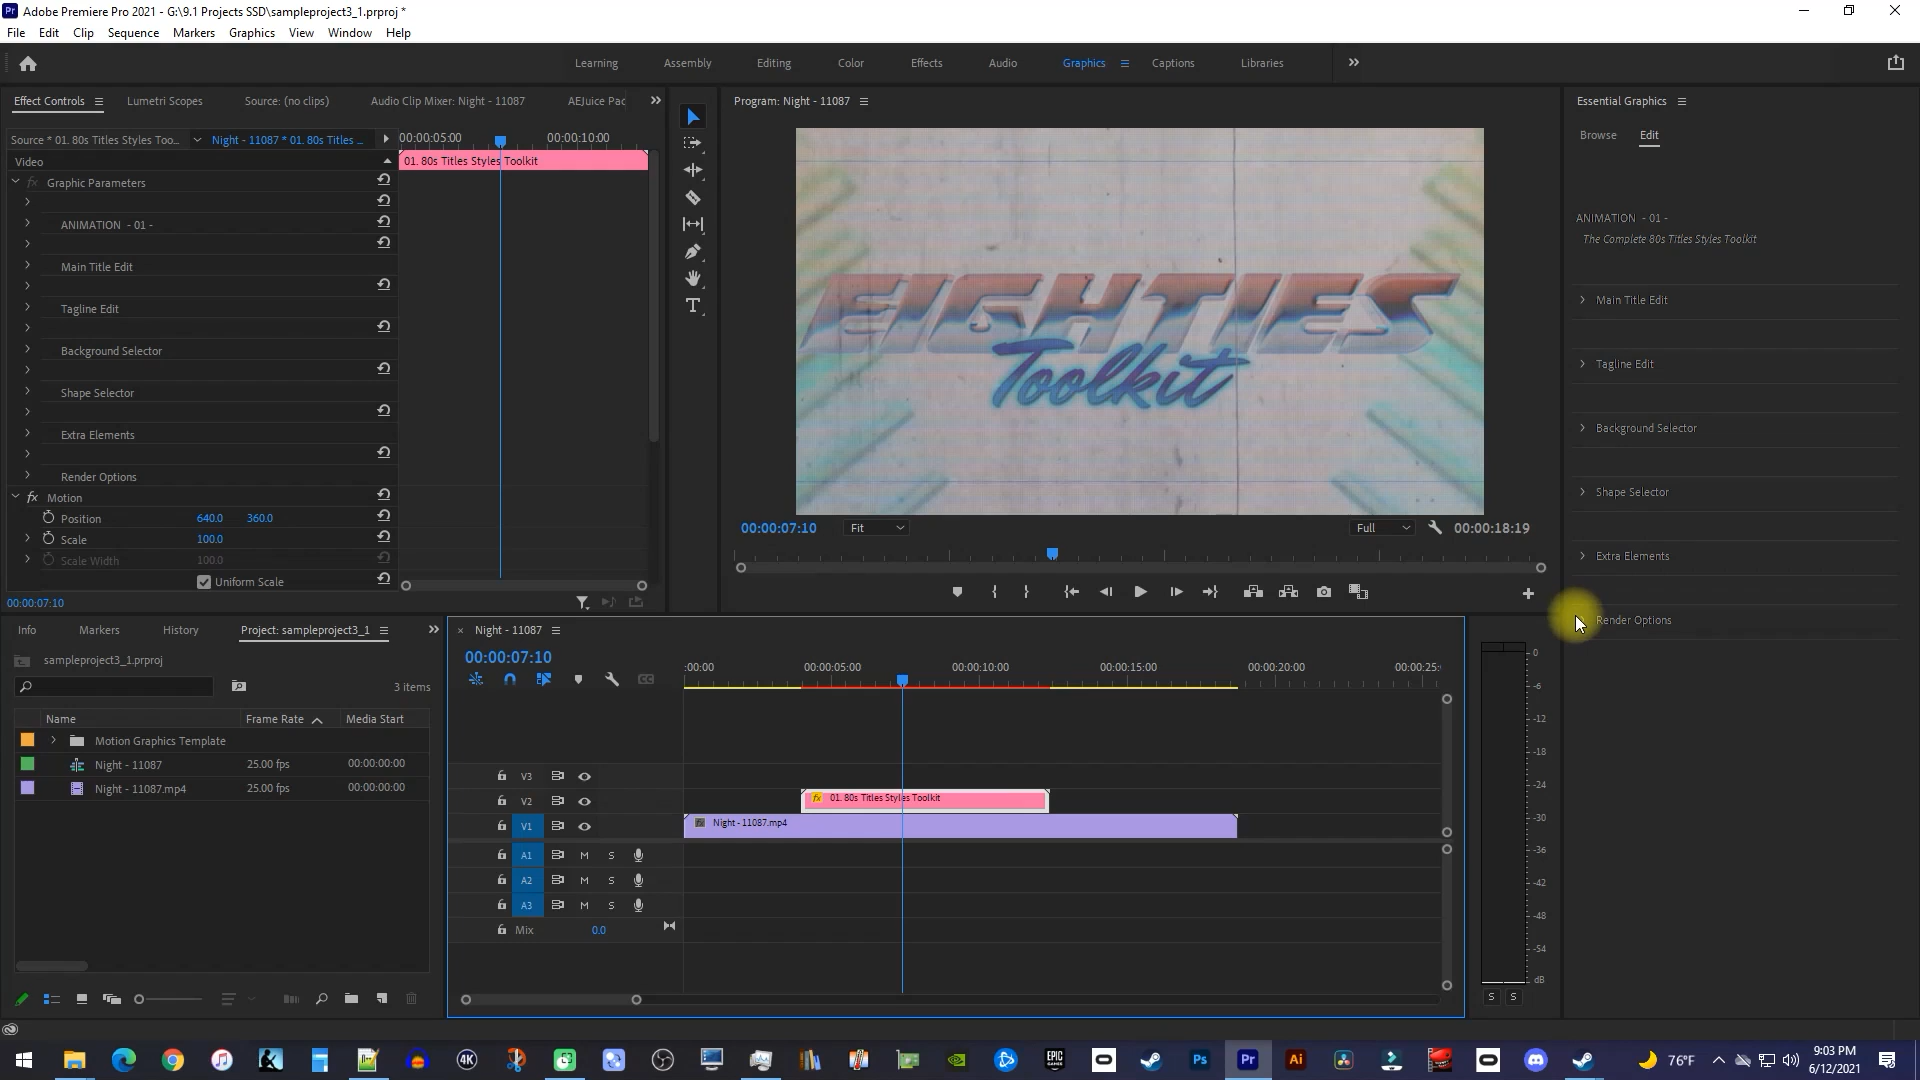 Adobe Premiere Pro 2021 - G:\9.1 Projects SSD\sampleproject3_1.prproj *
File Edit Clip Sequence Markers Graphics View Window Help
Learning Assembly Editing Color Effects Audio Graphics Captions Libraries
Effect Controls Lumetri Scopes Source: (no clips) Audio Clip Mixer: Night - 11087 AEJuice Pac
Source * 01. 80s Titles Styles Too... Night - 11087 * 01. 80s Titles ...
00:00:05:00 00:00:10:00
Video
01. 80s Titles Styles Toolkit
Graphic Parameters
ANIMATION - 01 -
Main Title Edit
Tagline Edit
Background Selector
Shape Selector
Extra Elements
Render Options
Motion
Position 640.0 360.0
Scale 100.0
Scale Width 100.0
Uniform Scale
00:00:07:10
Program: Night - 11087
EIGHTIES
Toolkit
00:00:07:10 Fit Full 00:00:18:19
Essential Graphics
Browse Edit
ANIMATION - 01 -
The Complete 80s Titles Styles Toolkit
Main Title Edit
Tagline Edit
Background Selector
Shape Selector
Extra Elements
Render Options
Info Markers History Project: sampleproject3_1
sampleproject3_1.prproj
3 items
Name Frame Rate Media Start
Motion Graphics Template
Night - 11087 25.00 fps 00:00:00:00
Night - 11087.mp4 25.00 fps 00:00:00:00
Night - 11087
00:00:07:10
:00:00 00:00:05:00 00:00:10:00 00:00:15:00 00:00:20:00 00:00:25:
V3
V2 fx 01. 80s Titles Styles Toolkit
V1 Night - 11087.mp4
A1 M S
A2 M S
A3 M S
Mix 0.0
0
-6
-12
-18
-24
-30
-36
-42
-48
-54
dB
S S
76°F
9:03 PM
6/12/2021